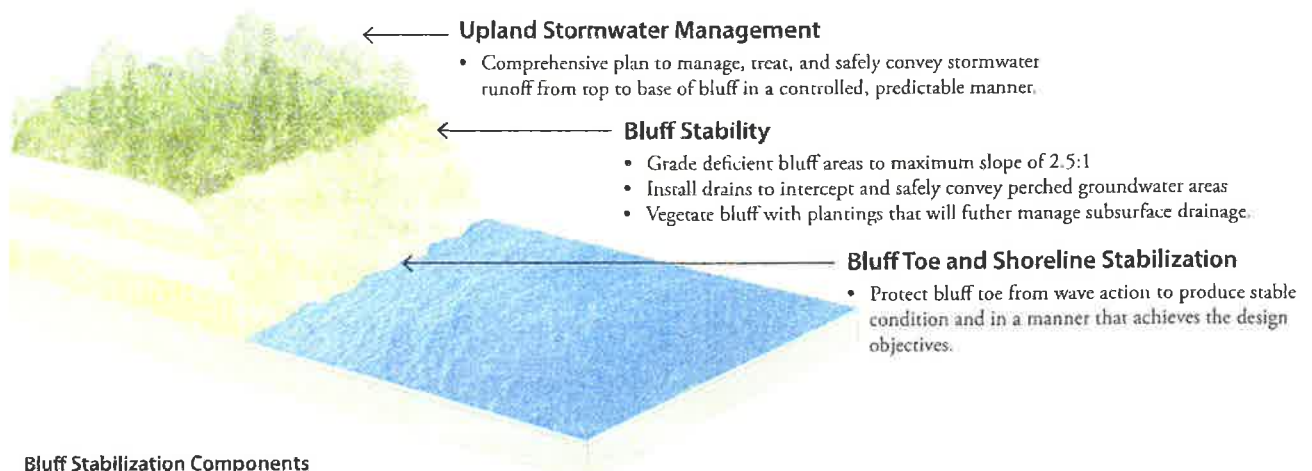 Upland Stormwater Management
• Comprehensive plan to manage, treat, and safely convey stormwater
runoff from top to base of bluff in a controlled, predictable manner.
Bluff Stability
• Grade deficient bluff areas to maximum slope of 2.5:1
• Install drains to intercept and safely convey perched groundwater areas
• Vegetate bluff with plantings that will futher manage subsurface drainage.
Bluff Toe and Shoreline Stabilization
• Protect bluff toe from wave action to produce stable
condition and in a manner that achieves the design
objectives.
Bluff Stabilization Components